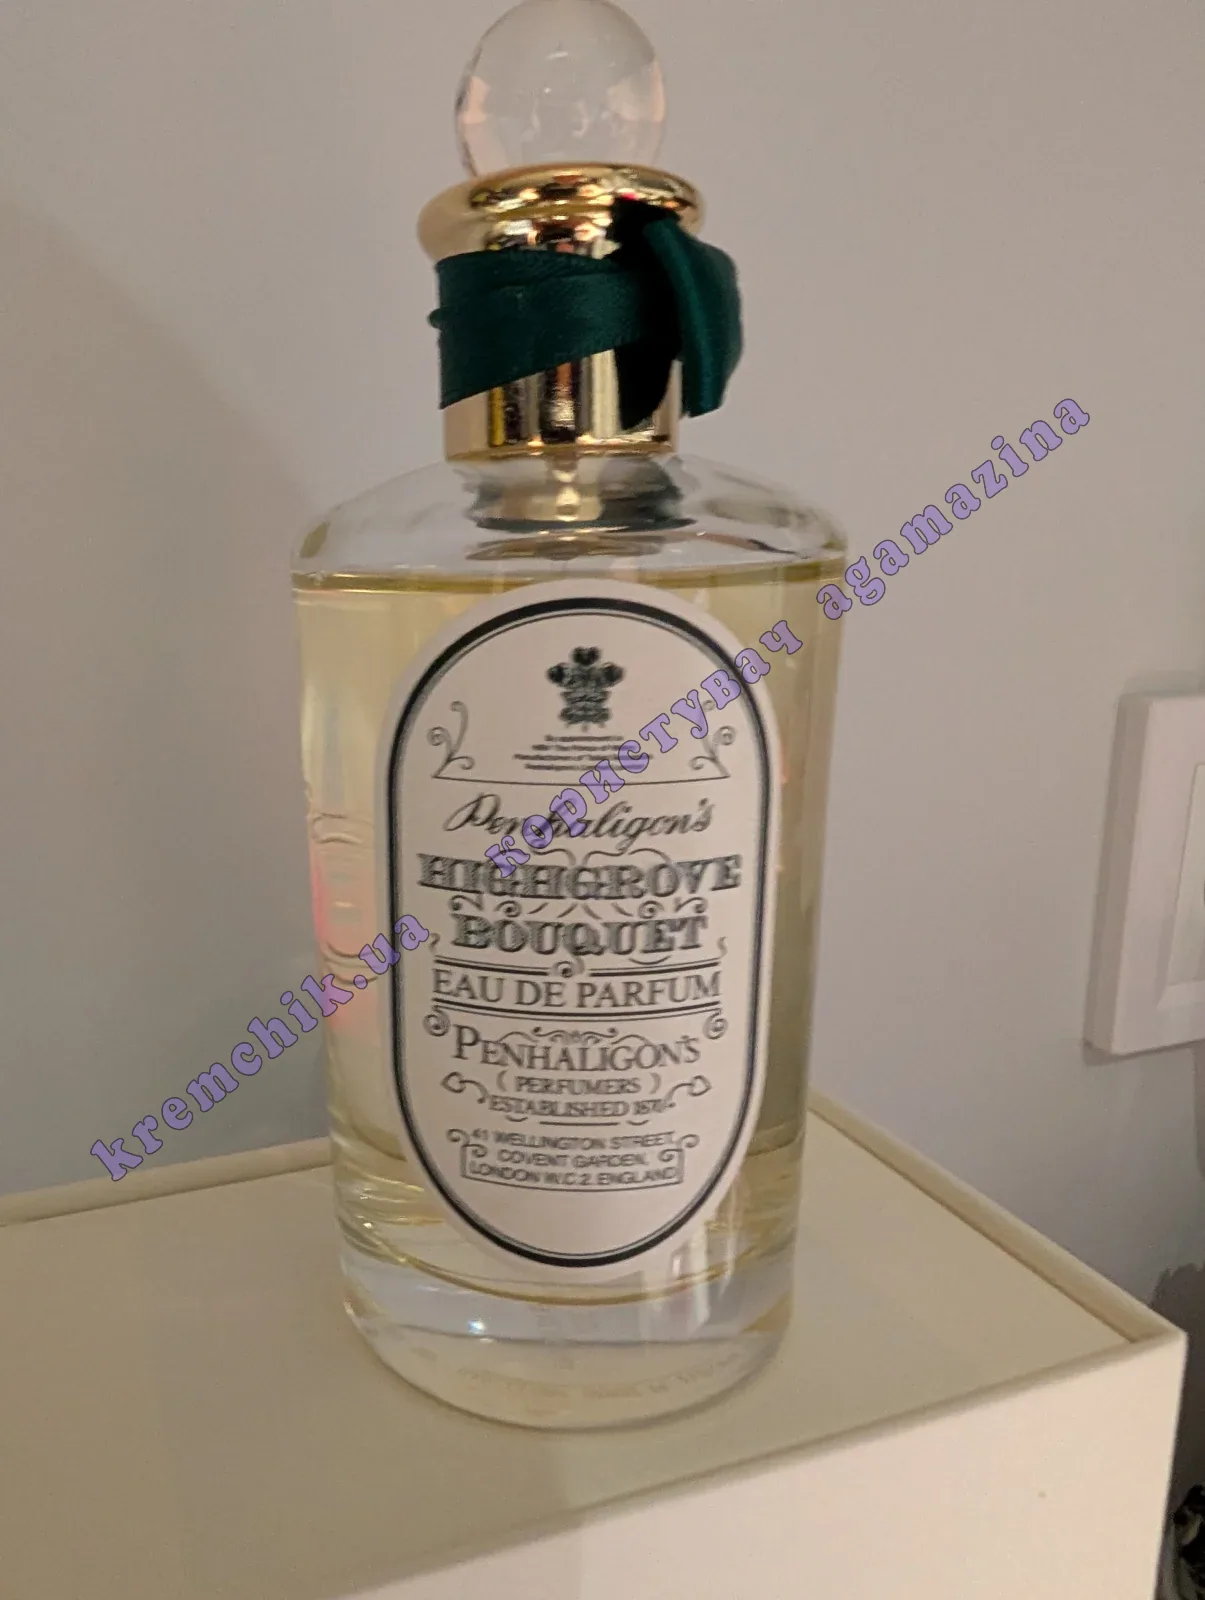 Penhaligon's
HIGHGROVE
BOUQUET
EAU DE PARFUM
PENHALIGON'S
( PERFUMERS )
ESTABLISHED 1870
41 WELLINGTON STREET,
COVENT GARDEN,
LONDON W.C.2. ENGLAND
kremchik.ua користувач agamazina